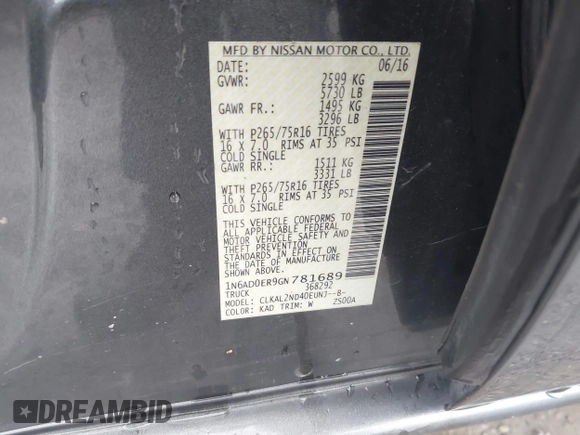 MFD BY NISSAN MOTOR CO., LTD.
DATE: 06/16
GVWR: 2599 KG
5730 LB
GAWR FR.: 1495 KG
3296 LB
WITH P265/75R16 TIRES
16 X 7.0 RIMS AT 35 PSI
COLD SINGLE
GAWR RR.: 1511 KG
3331 LB
WITH P265/75R16 TIRES
16 X 7.0 RIMS AT 35 PSI
COLD SINGLE
THIS VEHICLE CONFORMS TO
ALL APPLICABLE FEDERAL
MOTOR VEHICLE SAFETY AND
THEFT PREVENTION
STANDARDS IN EFFECT ON
THE DATE OF MANUFACTURE
SHOWN ABOVE.
1N6AD0ER9GN781689
TRUCK 368292
MODEL: CLKAL2ND40EUNJ--B-
COLOR: KAD TRIM: W 2S00A
DREAMBID